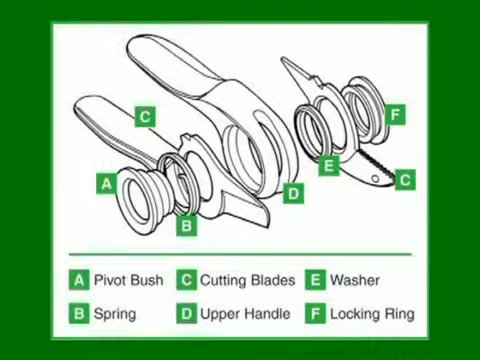 C
F
A
E
C
D
B
A Pivot Bush C Cutting Blades E Washer
B Spring D Upper Handle F Locking Ring